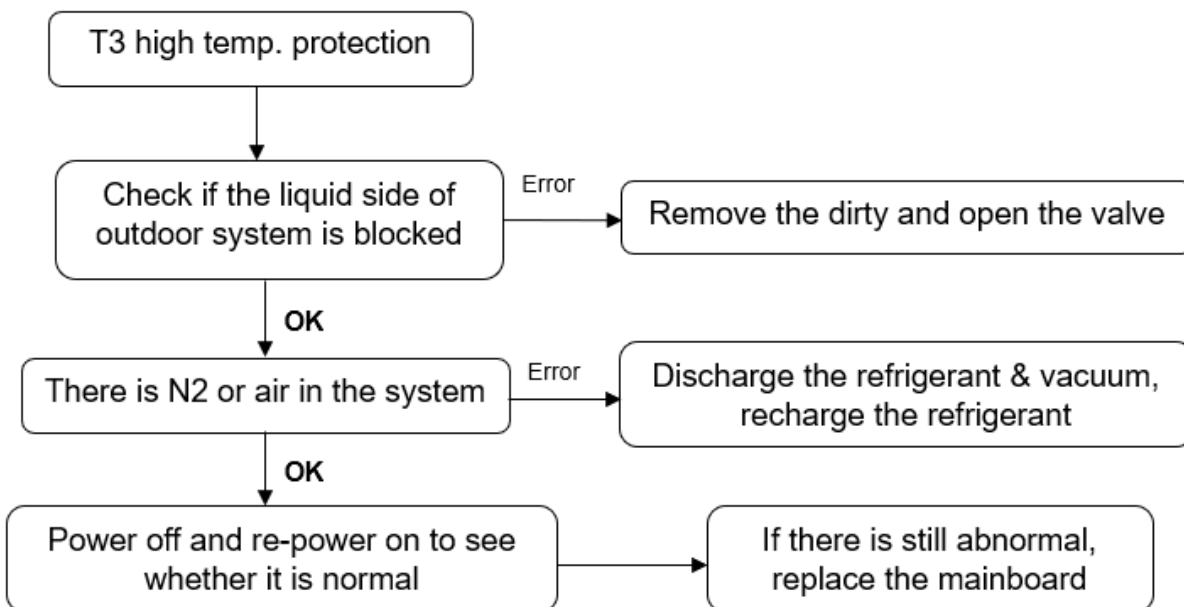 T3 high temp. protection
Check if the liquid side of
outdoor system is blocked
Error
Remove the dirty and open the valve
OK
There is N2 or air in the system
Error
Discharge the refrigerant & vacuum,
recharge the refrigerant
OK
Power off and re-power on to see
whether it is normal
If there is still abnormal,
replace the mainboard